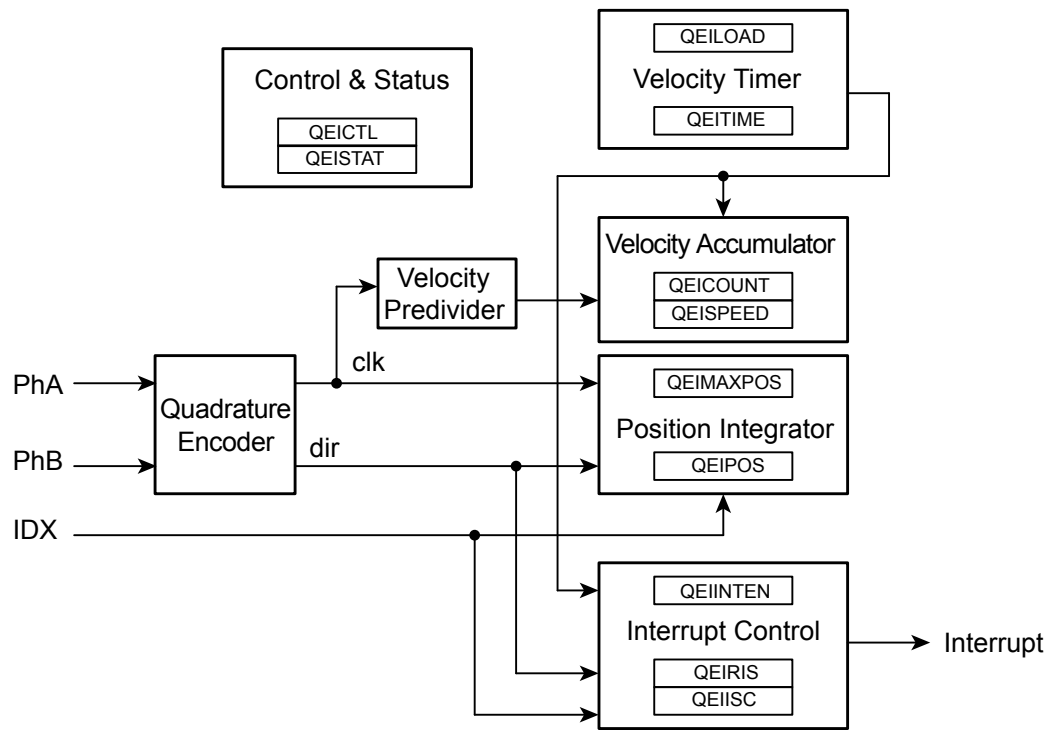 QEILOAD
Velocity Timer
QEITIME
Control & Status
QEICTL
QEISTAT
Velocity Accumulator
QEICOUNT
QEISPEED
Velocity
Predivider
clk
PhA
PhB
Quadrature
Encoder
dir
QEIMAXPOS
Position Integrator
QEIPOS
IDX
QEIINTEN
Interrupt Control
QEIRIS
QEIISC
Interrupt